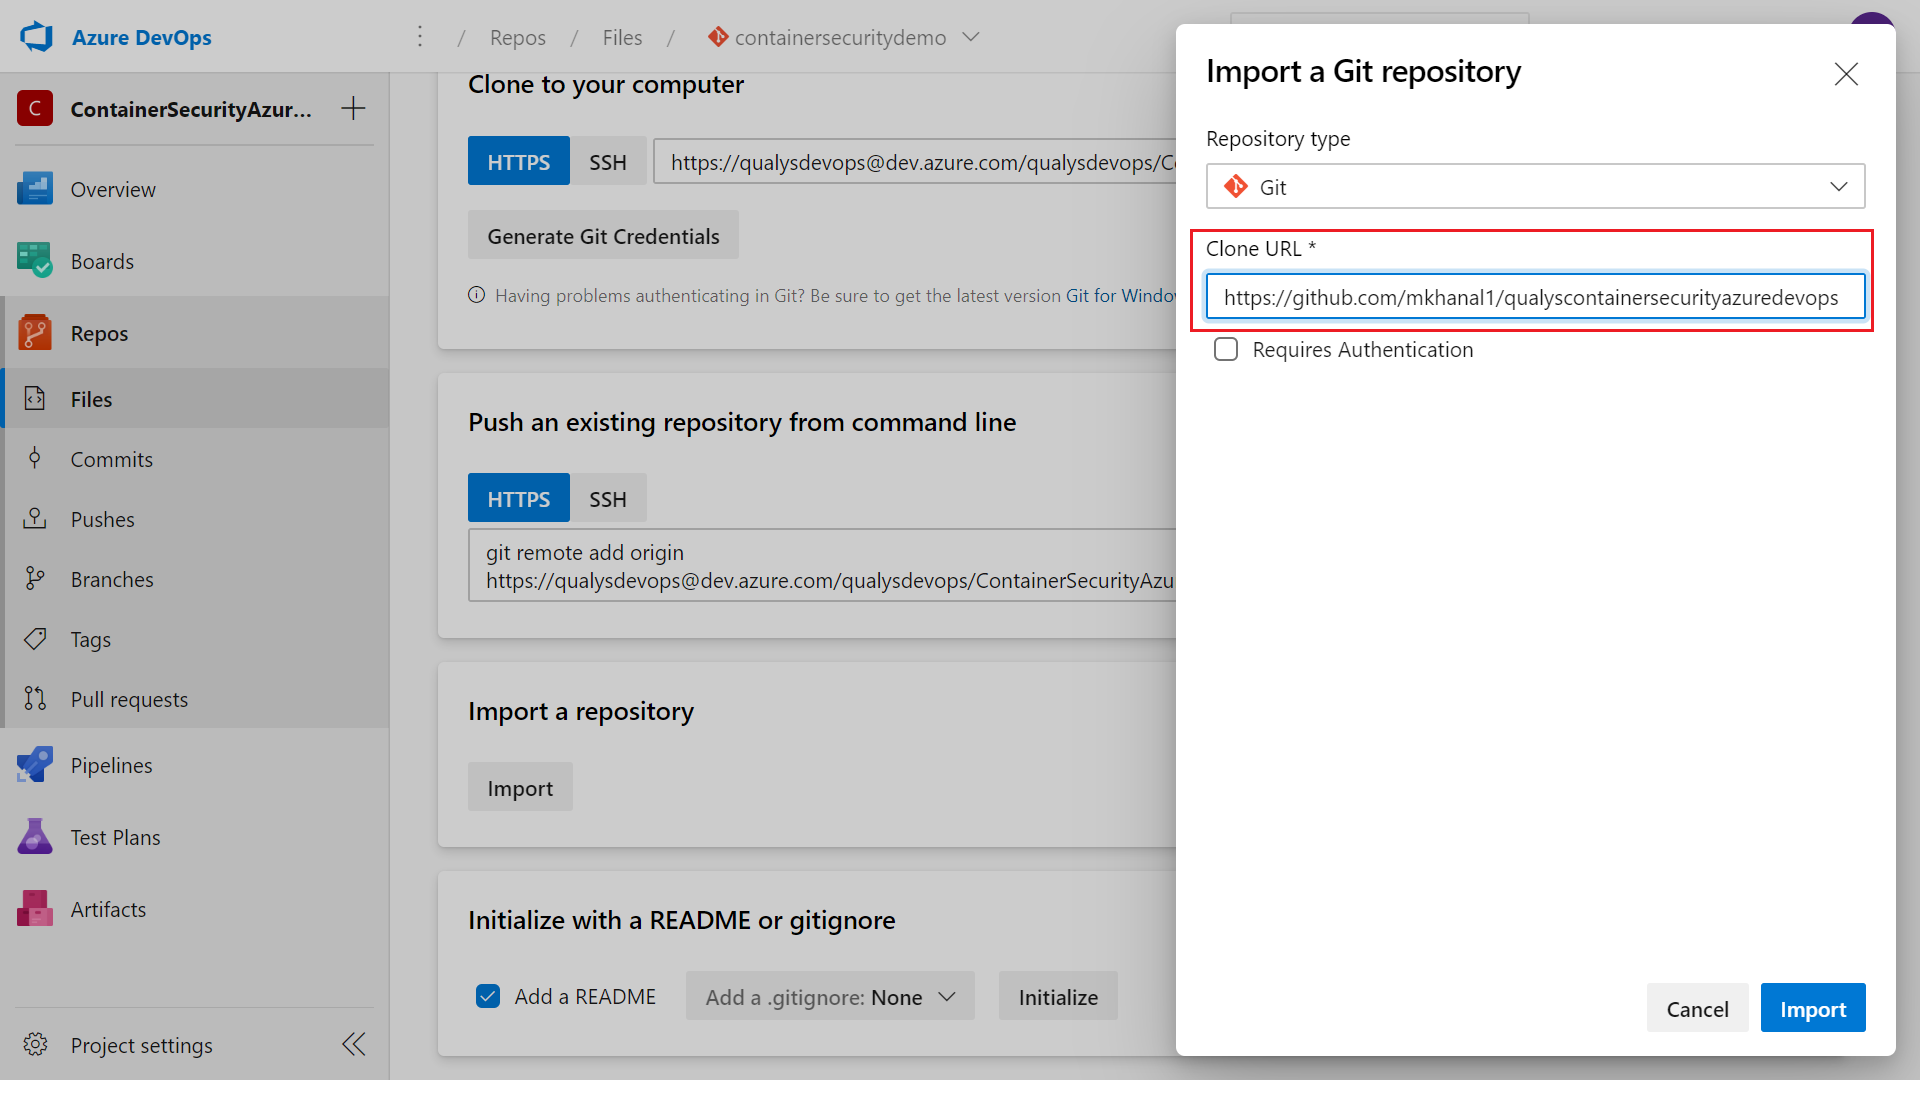 Azure DevOps
/ Repos / Files / containersecuritydemo
C ContainerSecurityAzur...
Overview
Boards
Repos
Files
Commits
Pushes
Branches
Tags
Pull requests
Pipelines
Test Plans
Artifacts
Project settings
Clone to your computer
HTTPS SSH https://qualysdevops@dev.azure.com/qualysdevops/C
Generate Git Credentials
Having problems authenticating in Git? Be sure to get the latest version Git for Windo
Push an existing repository from command line
HTTPS SSH
git remote add origin
https://qualysdevops@dev.azure.com/qualysdevops/ContainerSecurityAzu
Import a repository
Import
Initialize with a README or gitignore
Add a README Add a .gitignore: None Initialize
Import a Git repository
Repository type
Git
Clone URL *
https://github.com/mkhanal1/qualyscontainersecurityazuredevops
Requires Authentication
Cancel Import